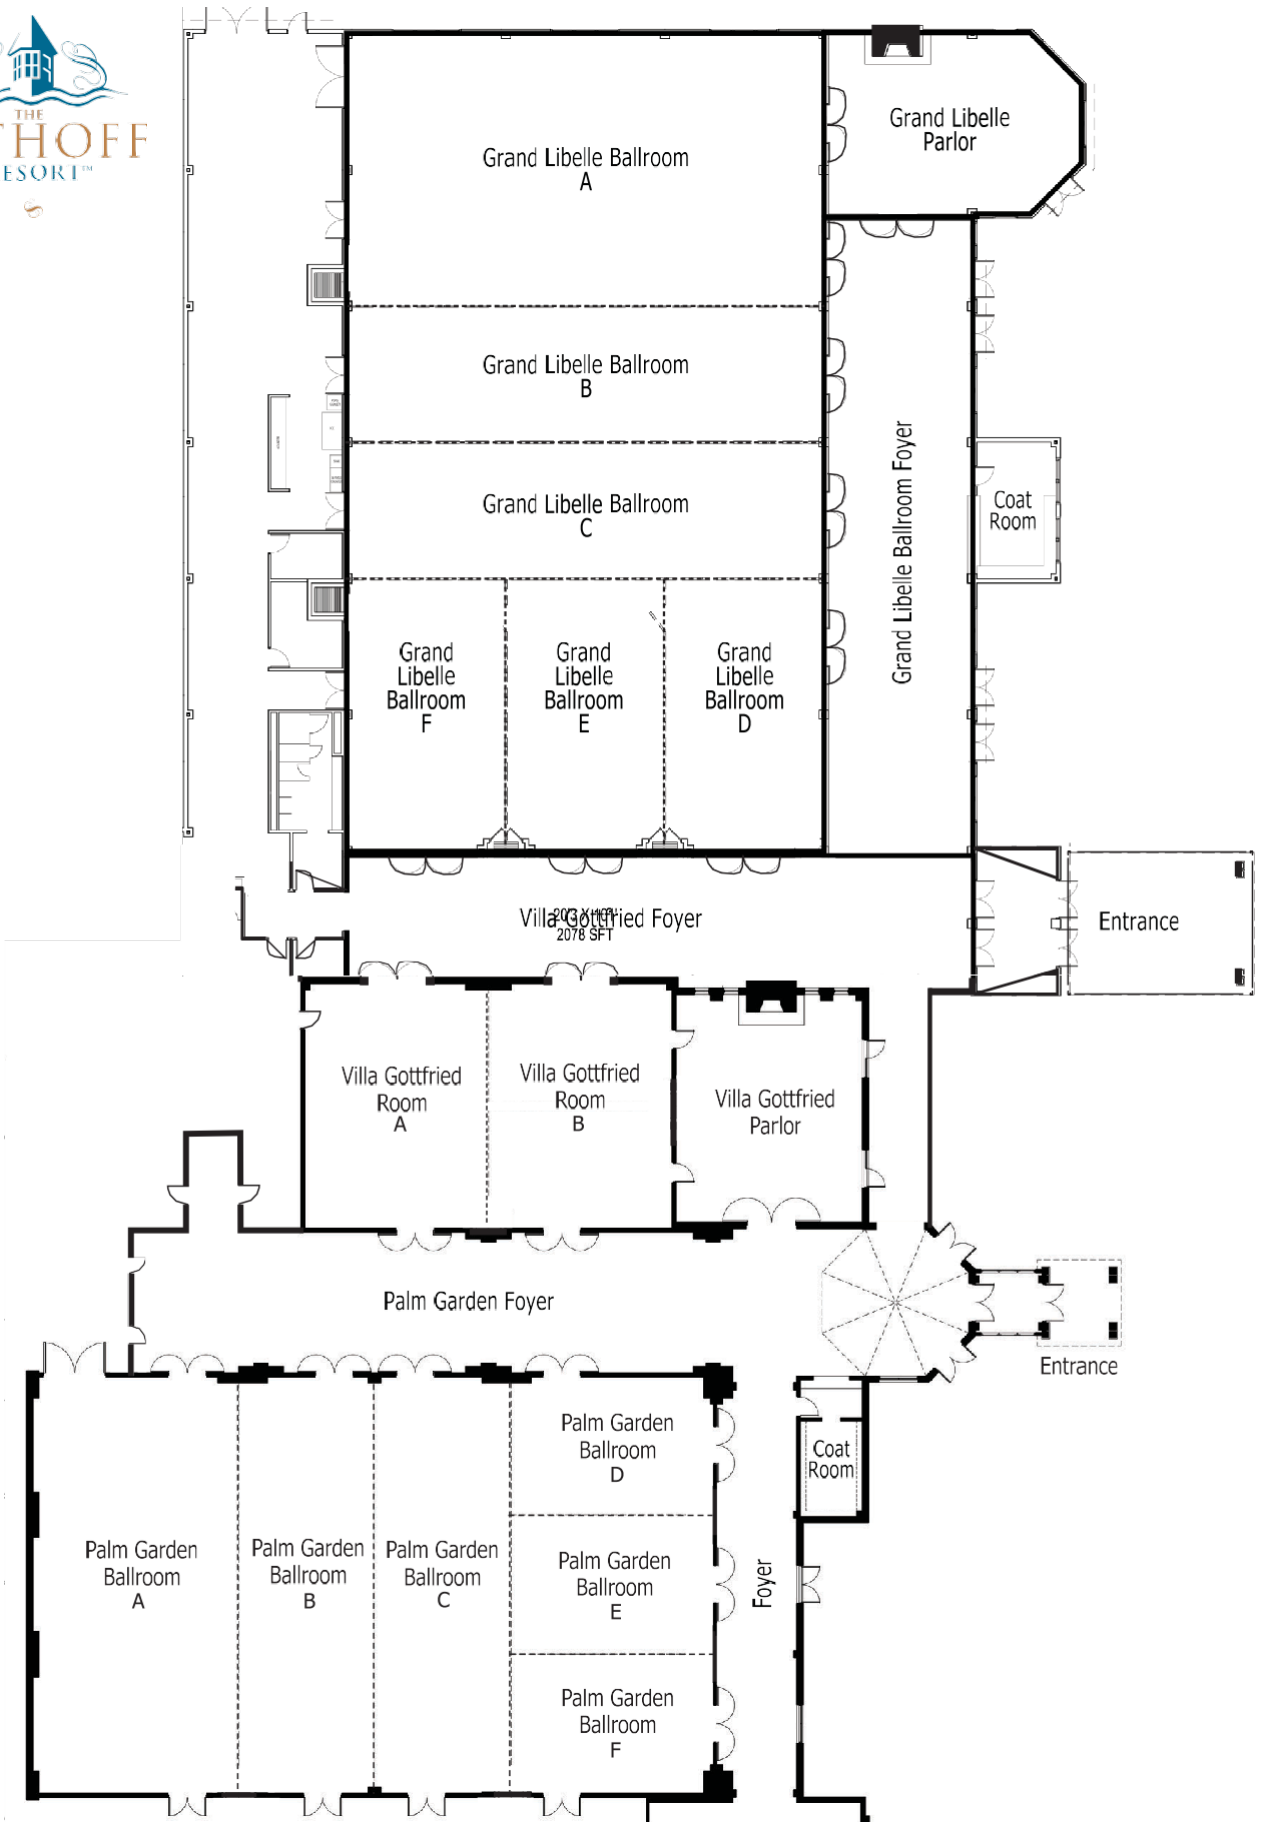 THE
THOFF
ESORT™
Grand Libelle
Parlor
Grand Libelle Ballroom
A
Grand Libelle Ballroom
B
Grand Libelle Ballroom Foyer
Grand Libelle Ballroom
C
Coat
Room
Grand
Libelle
Ballroom
F
Grand
Libelle
Ballroom
E
Grand
Libelle
Ballroom
D
Villa Gottfried Foyer
2078 SFT
Entrance
Villa Gottfried
Room
A
Villa Gottfried
Room
B
Villa Gottfried
Parlor
Palm Garden Foyer
Entrance
Palm Garden
Ballroom
D
Coat
Room
Palm Garden
Ballroom
A
Palm Garden
Ballroom
B
Palm Garden
Ballroom
C
Palm Garden
Ballroom
E
Foyer
Palm Garden
Ballroom
F